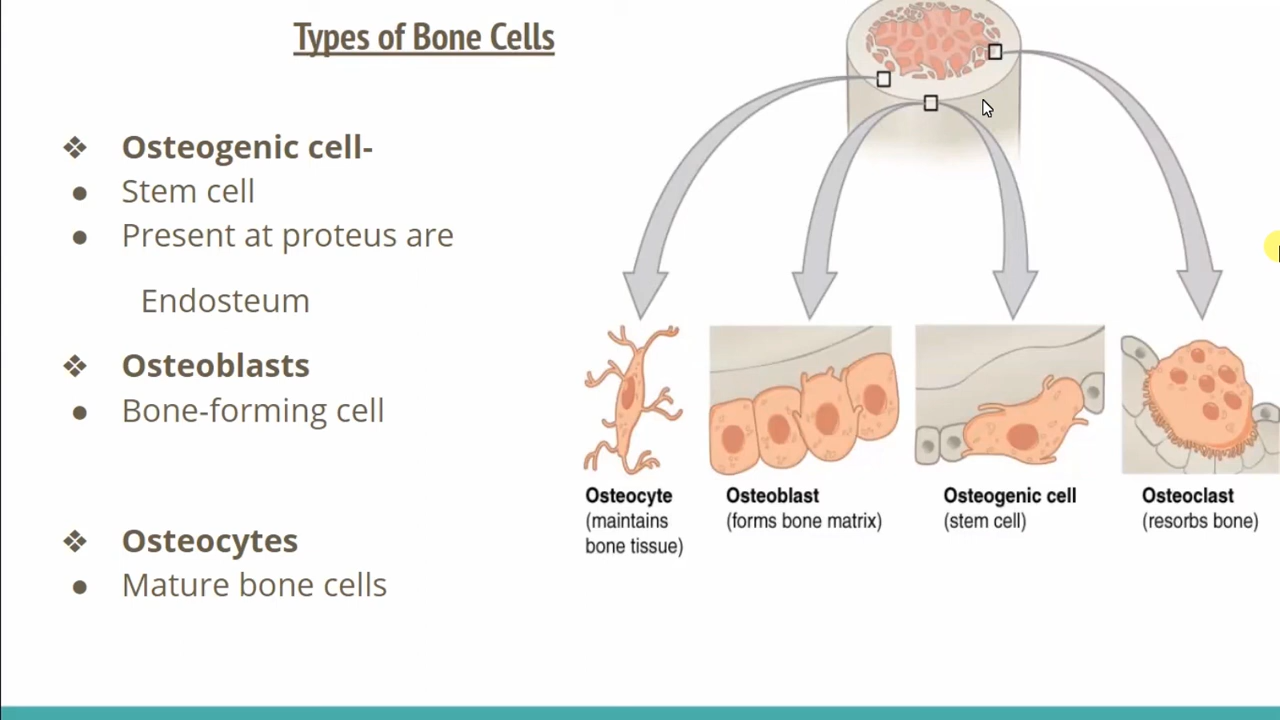 Types of Bone Cells
❖ Osteogenic cell-
● Stem cell
● Present at proteus are
Endosteum
❖ Osteoblasts
● Bone-forming cell
❖ Osteocytes
● Mature bone cells
Osteocyte
(maintains
bone tissue)
Osteoblast
(forms bone matrix)
Osteogenic cell
(stem cell)
Osteoclast
(resorbs bone)